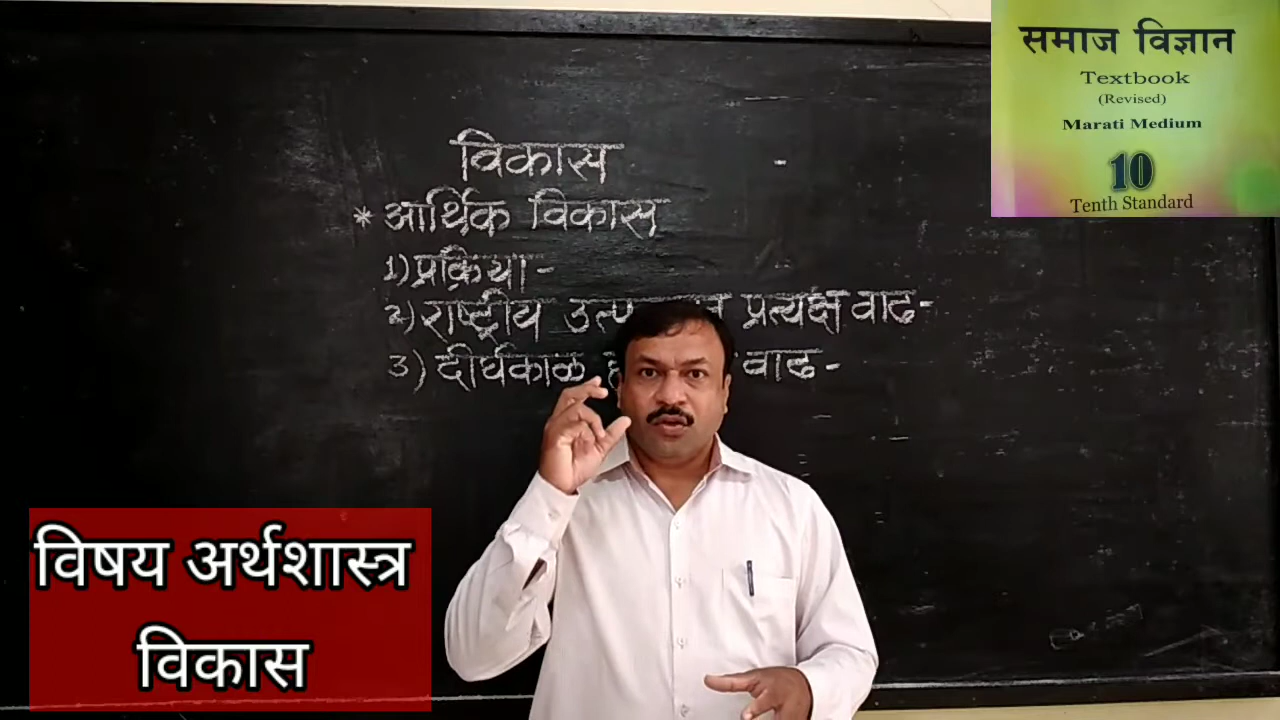 विकास
* आर्थिक विकास
1) प्रक्रिया -
2) राष्ट्रीय प्रत्यक्ष वाढ -
3) दीर्घकाळ वाढ -
समाज विज्ञान
Textbook
(Revised)
Marati Medium
10
Tenth Standard
विषय अर्थशास्त्र
विकास